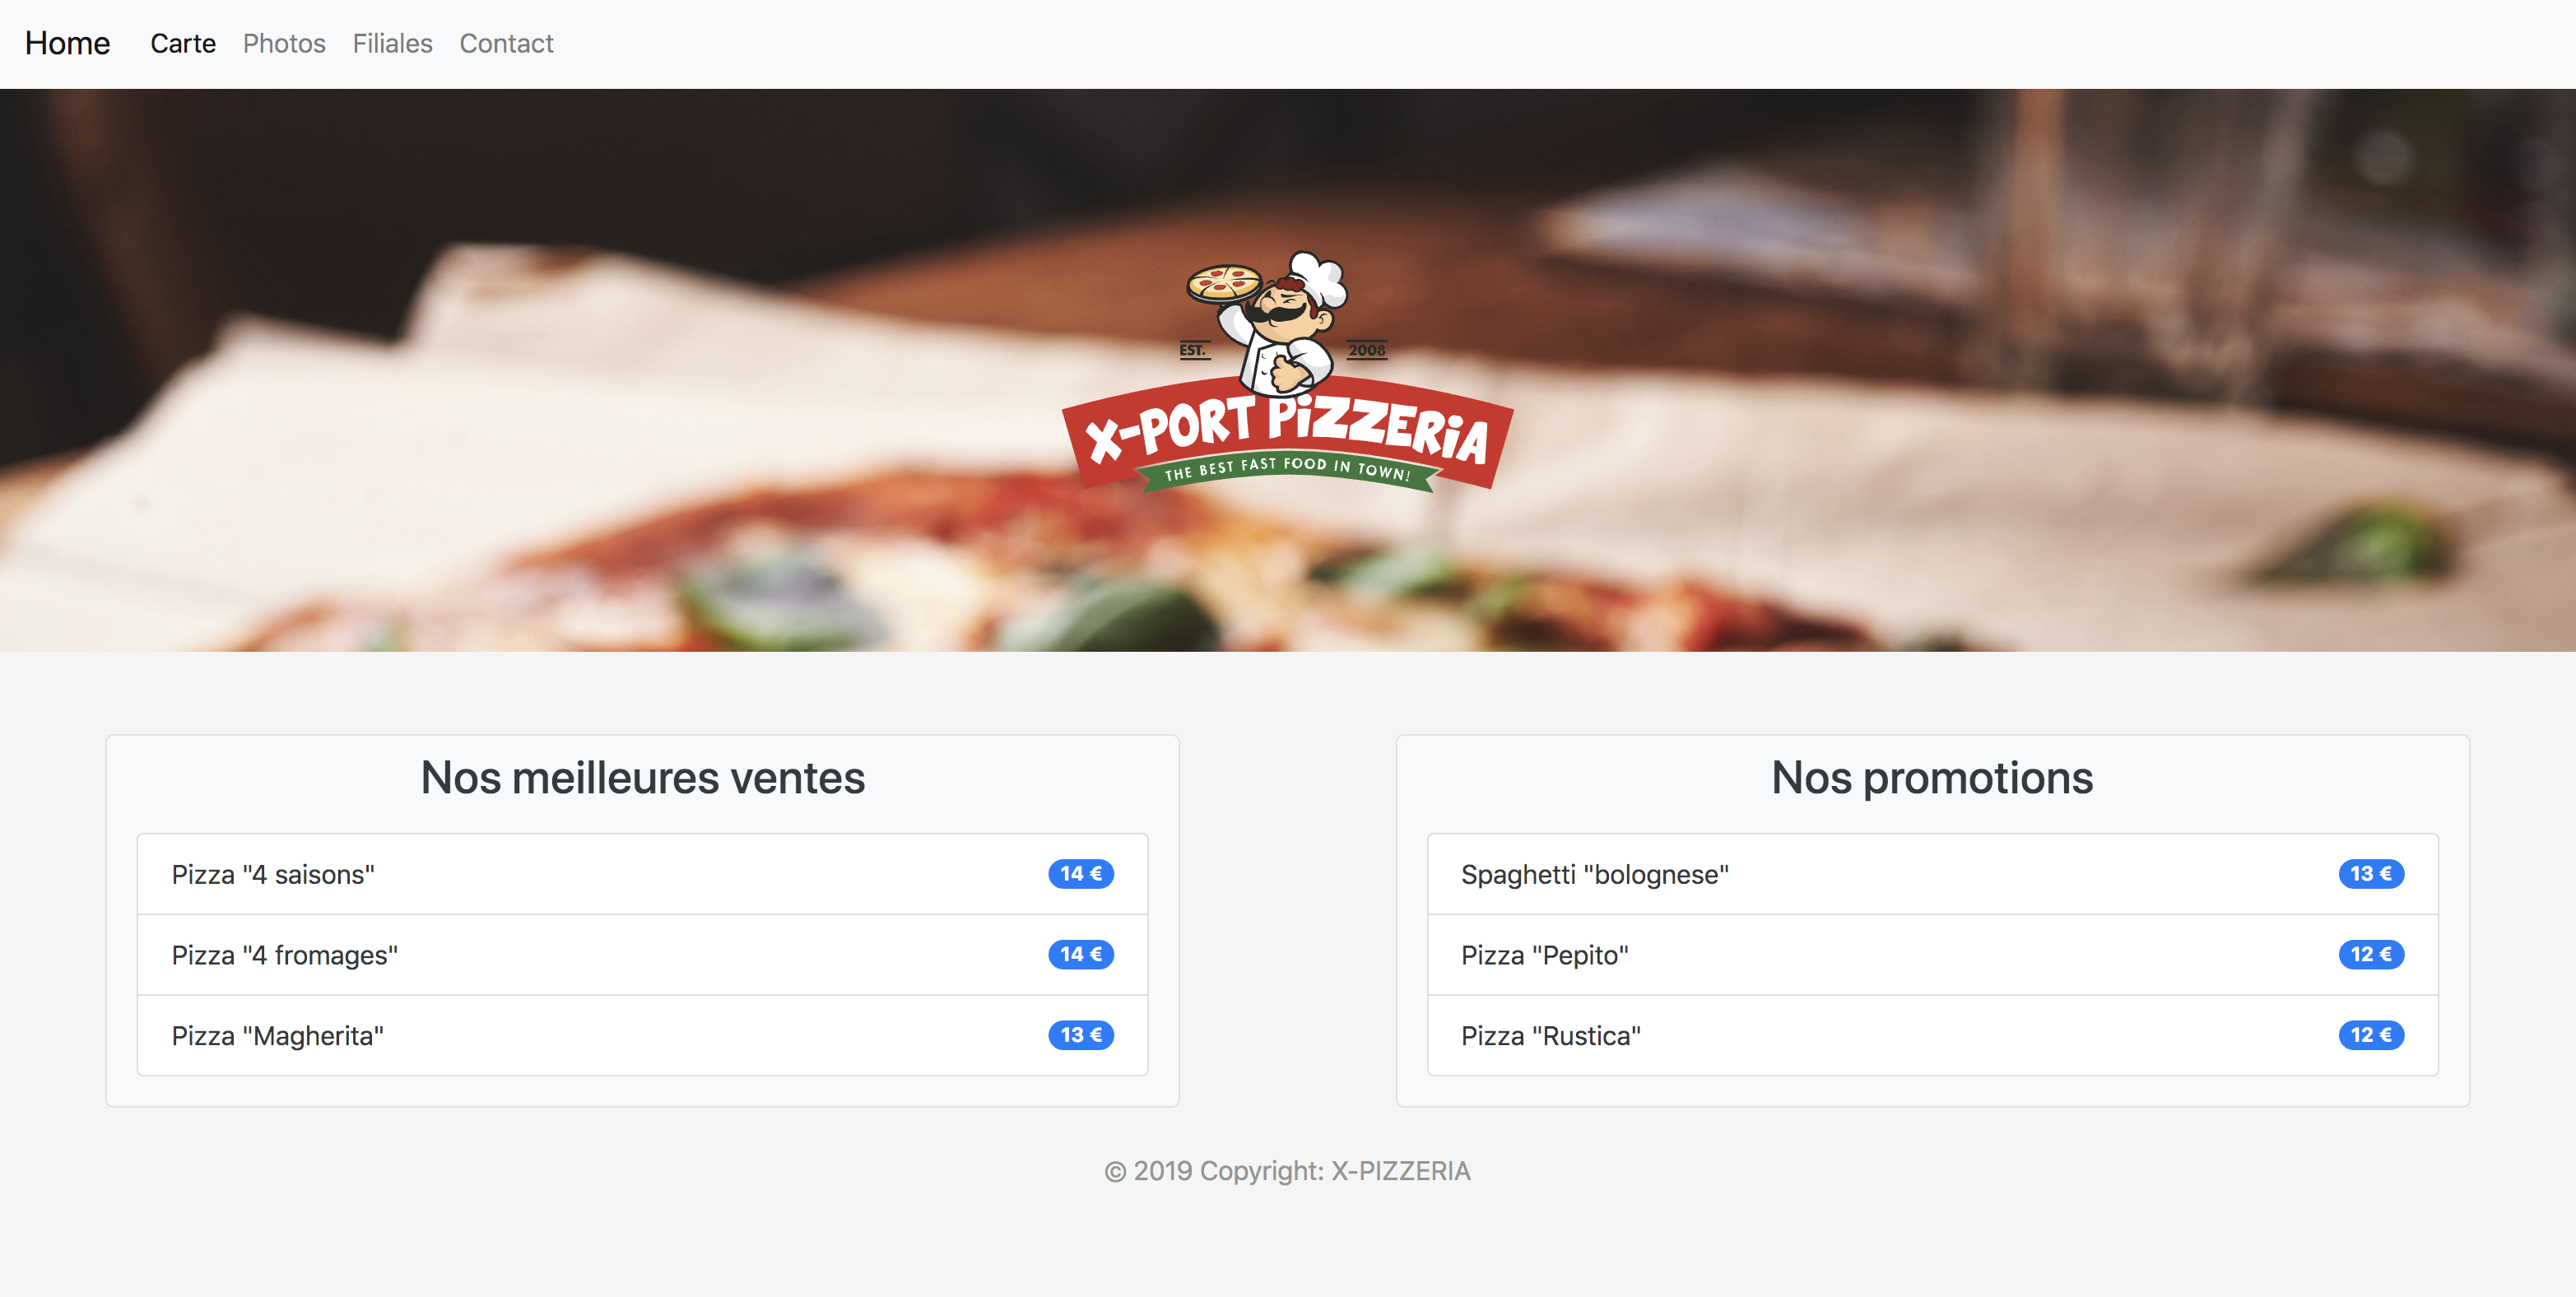 Home Carte Photos Filiales Contact
EST. 2008
X-PORT PiZZERiA
THE BEST FAST FOOD IN TOWN!
Nos meilleures ventes
Pizza "4 saisons" 14 €
Pizza "4 fromages" 14 €
Pizza "Magherita" 13 €
Nos promotions
Spaghetti "bolognese" 13 €
Pizza "Pepito" 12 €
Pizza "Rustica" 12 €
© 2019 Copyright: X-PIZZERIA